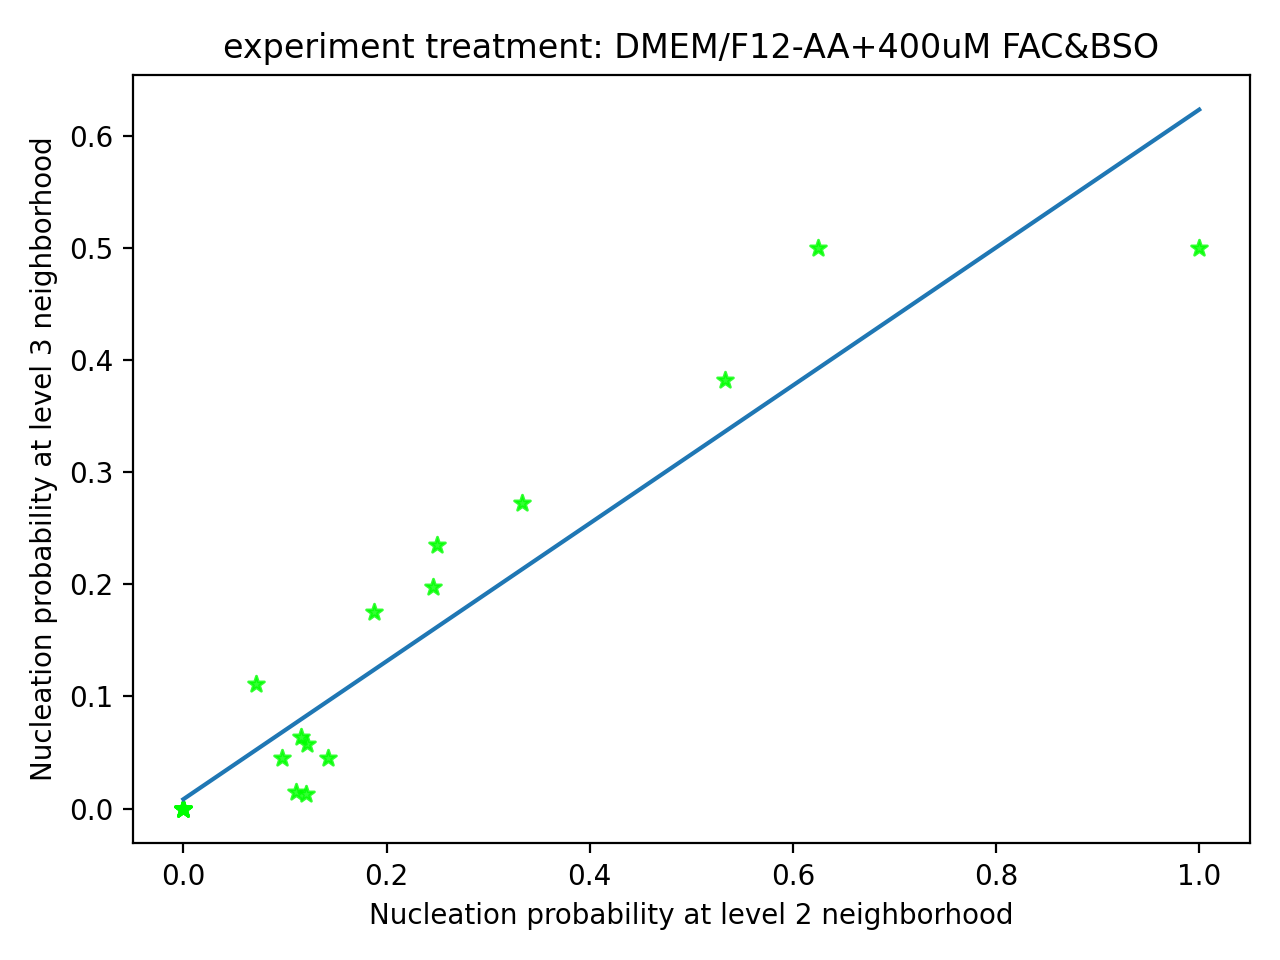 experiment treatment: DMEM/F12-AA+400uM FAC&BSO
Nucleation probability at level 3 neighborhood
0.6
0.5
0.4
0.3
0.2
0.1
0.0
0.0 0.2 0.4 0.6 0.8 1.0
Nucleation probability at level 2 neighborhood